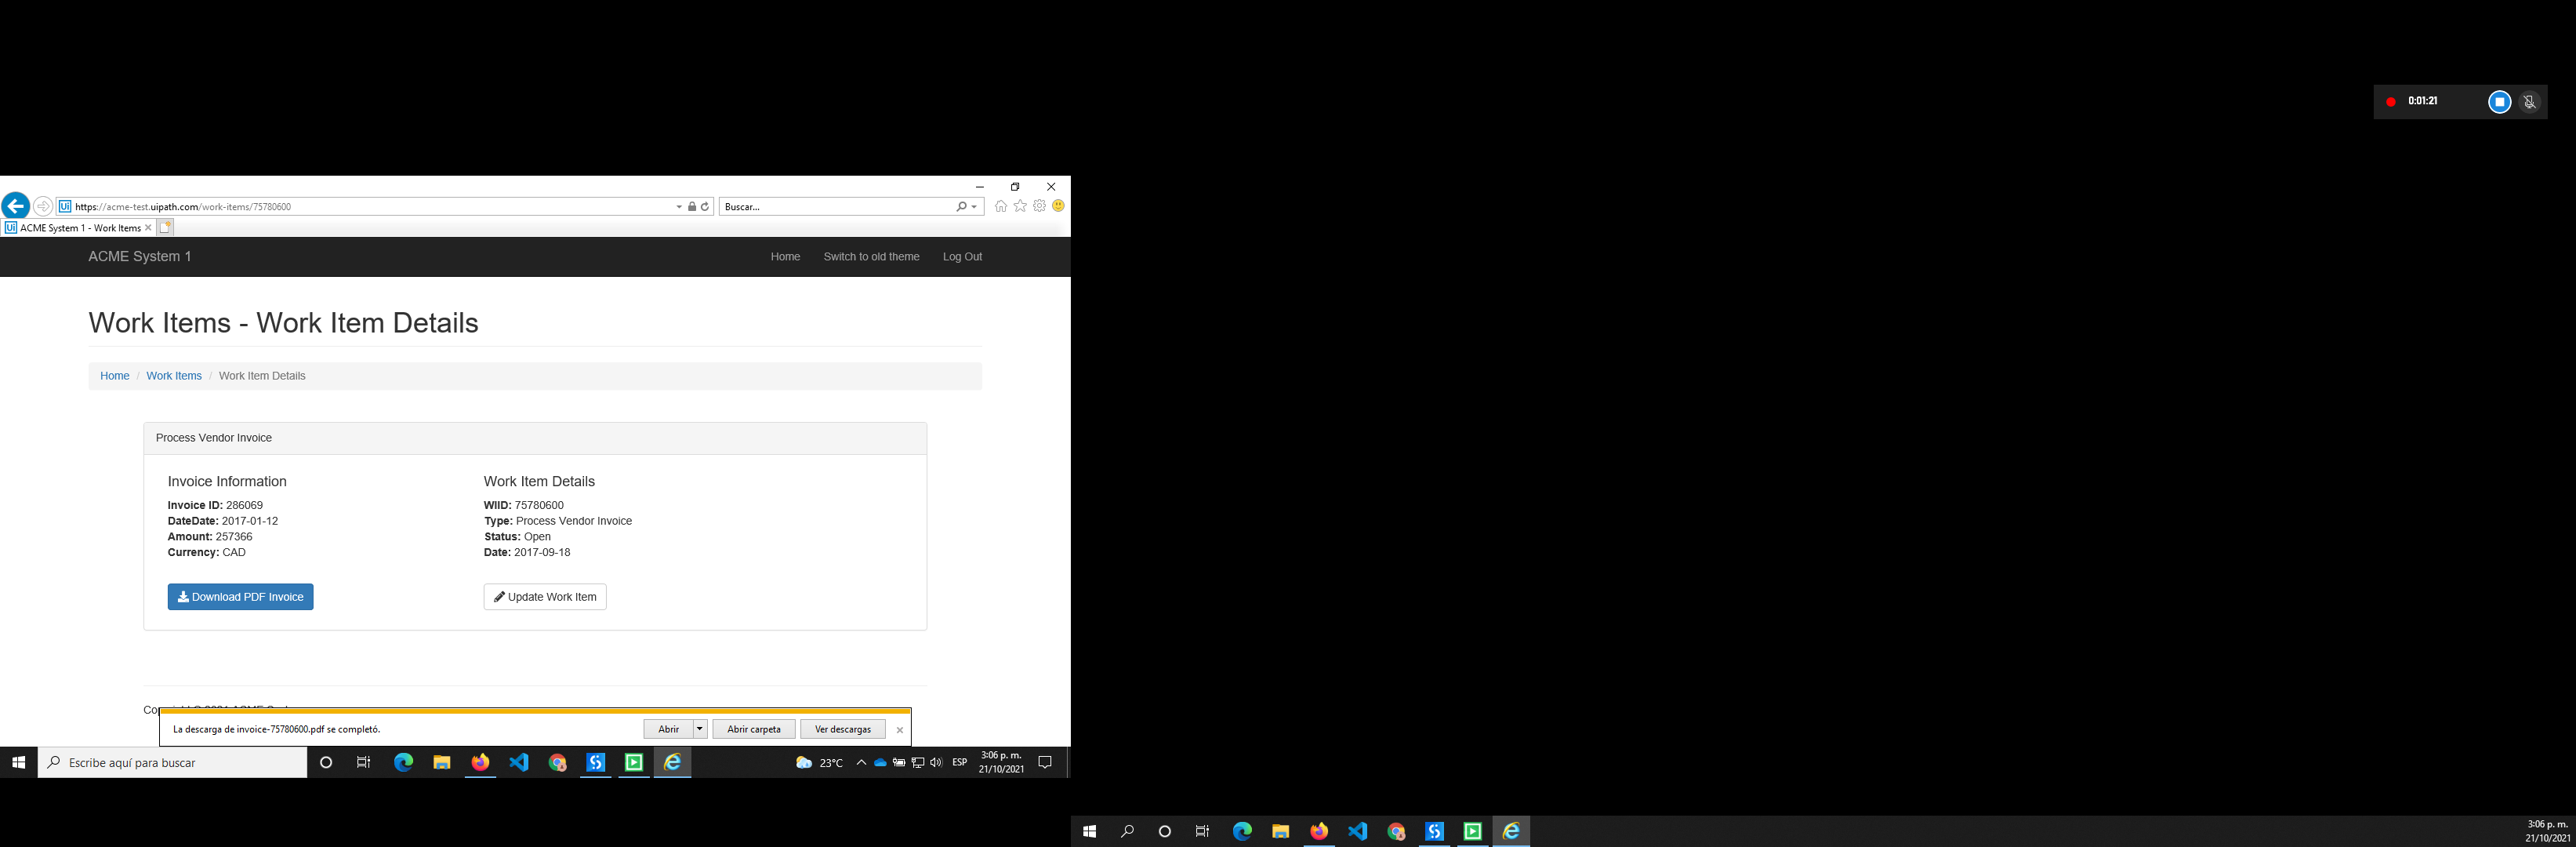 0:01:21
https://acme-test.uipath.com/work-items/75780600
Buscar...
ACME System 1 - Work Items
ACME System 1
Home
Switch to old theme
Log Out
Work Items - Work Item Details
Home / Work Items / Work Item Details
Process Vendor Invoice
Invoice Information
Invoice ID: 286069
DateDate: 2017-01-12
Amount: 257366
Currency: CAD
Download PDF Invoice
Work Item Details
WIID: 75780600
Type: Process Vendor Invoice
Status: Open
Date: 2017-09-18
Update Work Item
La descarga de invoice-75780600.pdf se completó.
Abrir
Abrir carpeta
Ver descargas
Escribe aquí para buscar
23°C
ESP
3:06 p. m.
21/10/2021
3:06 p. m.
21/10/2021